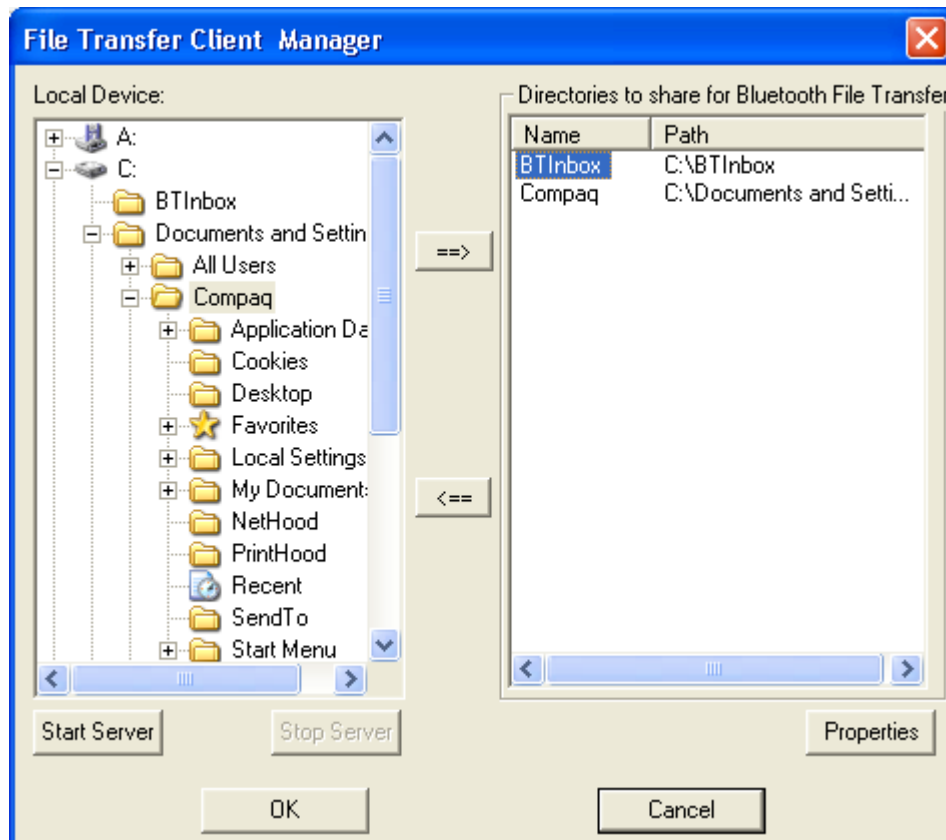 File Transfer Client Manager
Local Device:
A:
C:
BTInbox
Documents and Settin
All Users
Compaq
Application Da
Cookies
Desktop
Favorites
Local Settings
My Documents
NetHood
PrintHood
Recent
SendTo
Start Menu
==>
<==
Directories to share for Bluetooth File Transfer
Name Path
BTInbox C:\BTInbox
Compaq C:\Documents and Setti...
Start Server
Stop Server
Properties
OK
Cancel